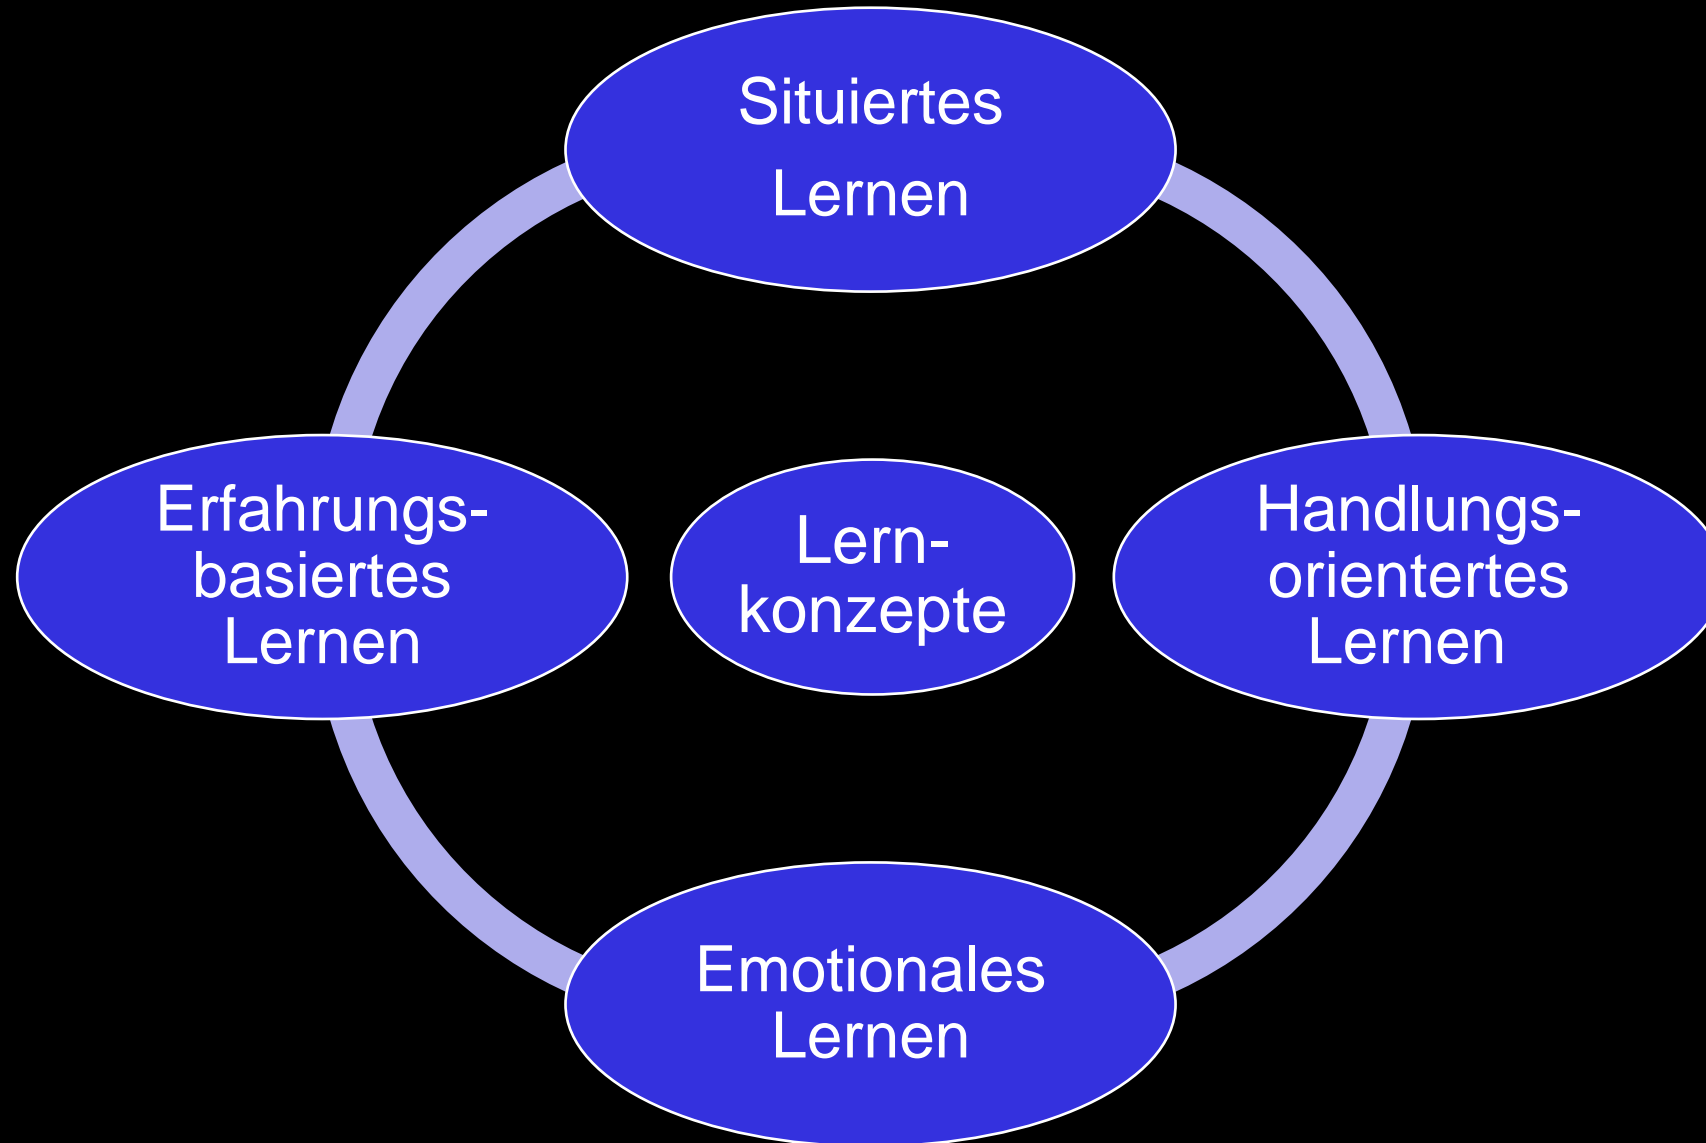 Situiertes
Lernen
Erfahrungs-
basiertes
Lernen
Lern-
konzepte
Handlungs-
orientertes
Lernen
Emotionales
Lernen